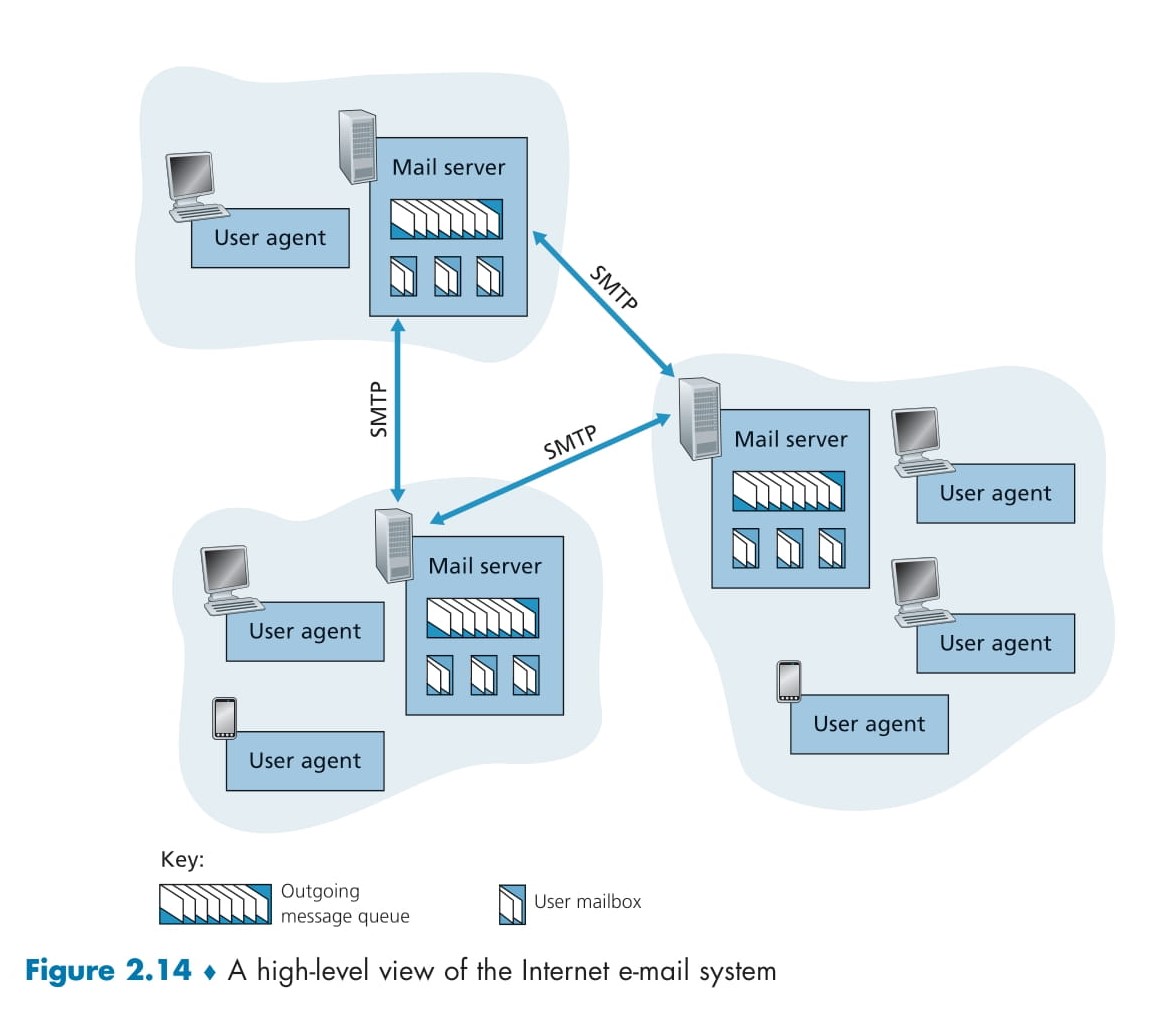 Mail server
User agent
SMTP
SMTP
SMTP
Mail server
User agent
User agent
User agent
Mail server
User agent
User agent
Key:
Outgoing
message queue
User mailbox
Figure 2.14 ♦ A high-level view of the Internet e-mail system